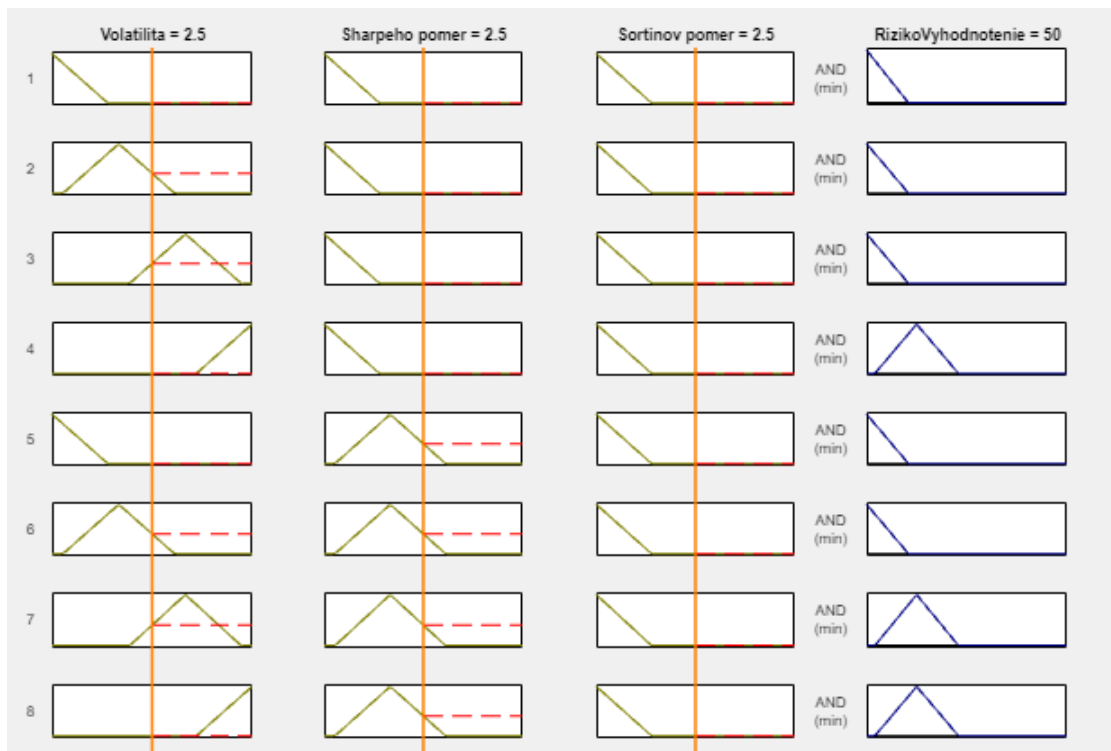 Volatilita = 2.5 Sharpeho pomer = 2.5 Sortinov pomer = 2.5 RizikoVyhodnotenie = 50
1 AND
(min)
2 AND
(min)
3 AND
(min)
4 AND
(min)
5 AND
(min)
6 AND
(min)
7 AND
(min)
8 AND
(min)